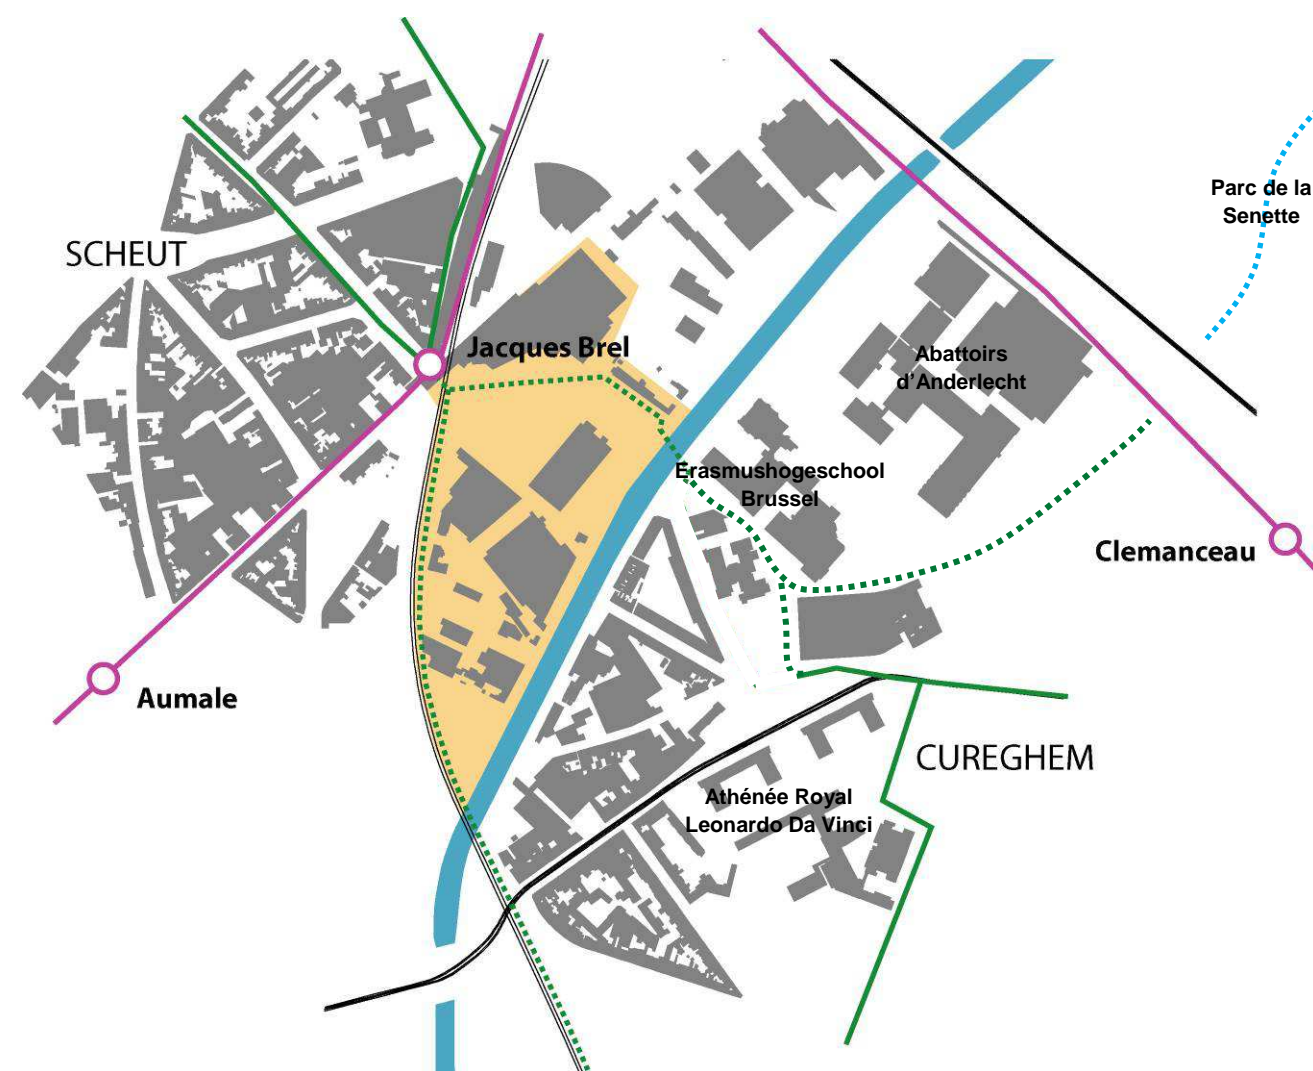 Parc de la
Senette
SCHEUT
Jacques Brel
Abattoirs
d'Anderlecht
Erasmushogeschool
Brussel
Clemanceau
Aumale
CUREGHEM
Athénée Royal
Leonardo Da Vinci